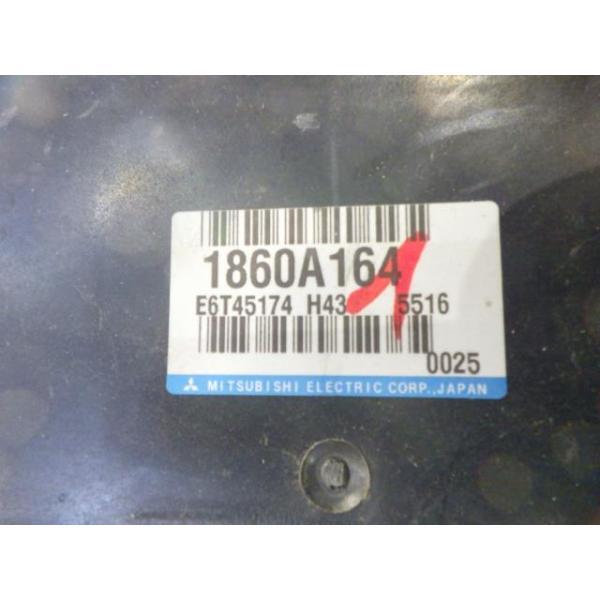 1860A164
E6T45174 H43 5516
0025
MITSUBISHI ELECTRIC CORP.,JAPAN